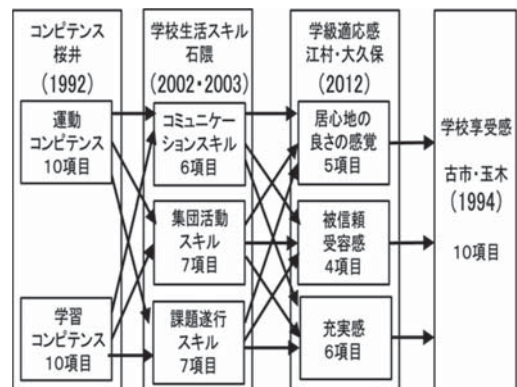 コンピテンス
桜井
(1992)
運動
コンピテンス
10項目
学習
コンピテンス
10項目
学校生活スキル
石隈
(2002・2003)
コミュニケー
ションスキル
6項目
集団活動
スキル
7項目
課題遂行
スキル
7項目
学級適応感
江村・大久保
(2012)
居心地の
良さの感覚
5項目
被信頼
受容感
4項目
充実感
6項目
学校享受感
古市・玉木
(1994)
10項目